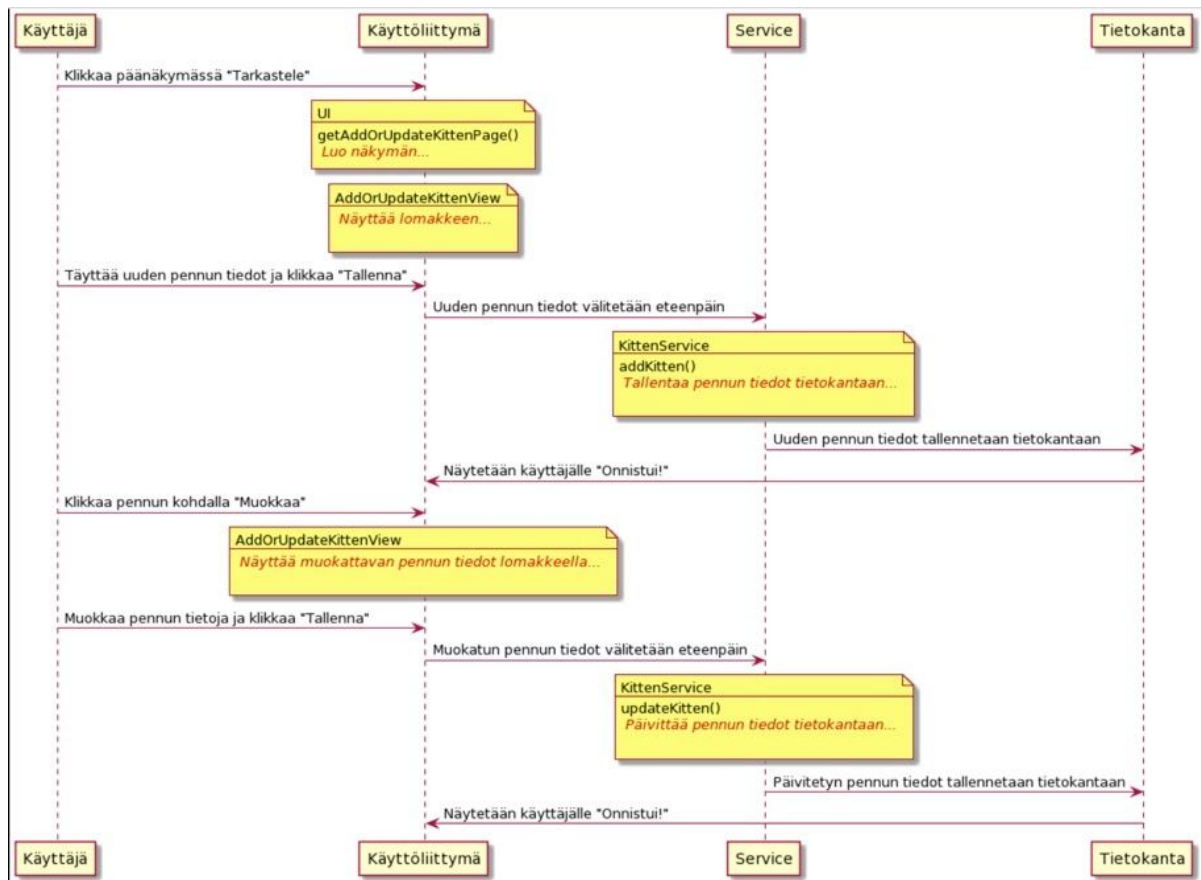 Käyttäjä
Käyttöliittymä
Service
Tietokanta
Klikkaa päänäkymässä "Tarkastele"
UI
getAddOrUpdateKittenPage()
Luo näkymän...
AddOrUpdateKittenView
Näyttää lomakkeen...
Täyttää uuden pennun tiedot ja klikkaa "Tallenna"
Uuden pennun tiedot välitetään eteenpäin
KittenService
addKitten()
Tallentaa pennun tiedot tietokantaan...
Uuden pennun tiedot tallennetaan tietokantaan
Näytetään käyttäjälle "Onnistui!"
Klikkaa pennun kohdalla "Muokkaa"
AddOrUpdateKittenView
Näyttää muokattavan pennun tiedot lomakkeella...
Muokkaa pennun tietoja ja klikkaa "Tallenna"
Muokatun pennun tiedot välitetään eteenpäin
KittenService
updateKitten()
Päivittää pennun tiedot tietokantaan...
Päivitetyn pennun tiedot tallennetaan tietokantaan
Näytetään käyttäjälle "Onnistui!"
Käyttäjä
Käyttöliittymä
Service
Tietokanta